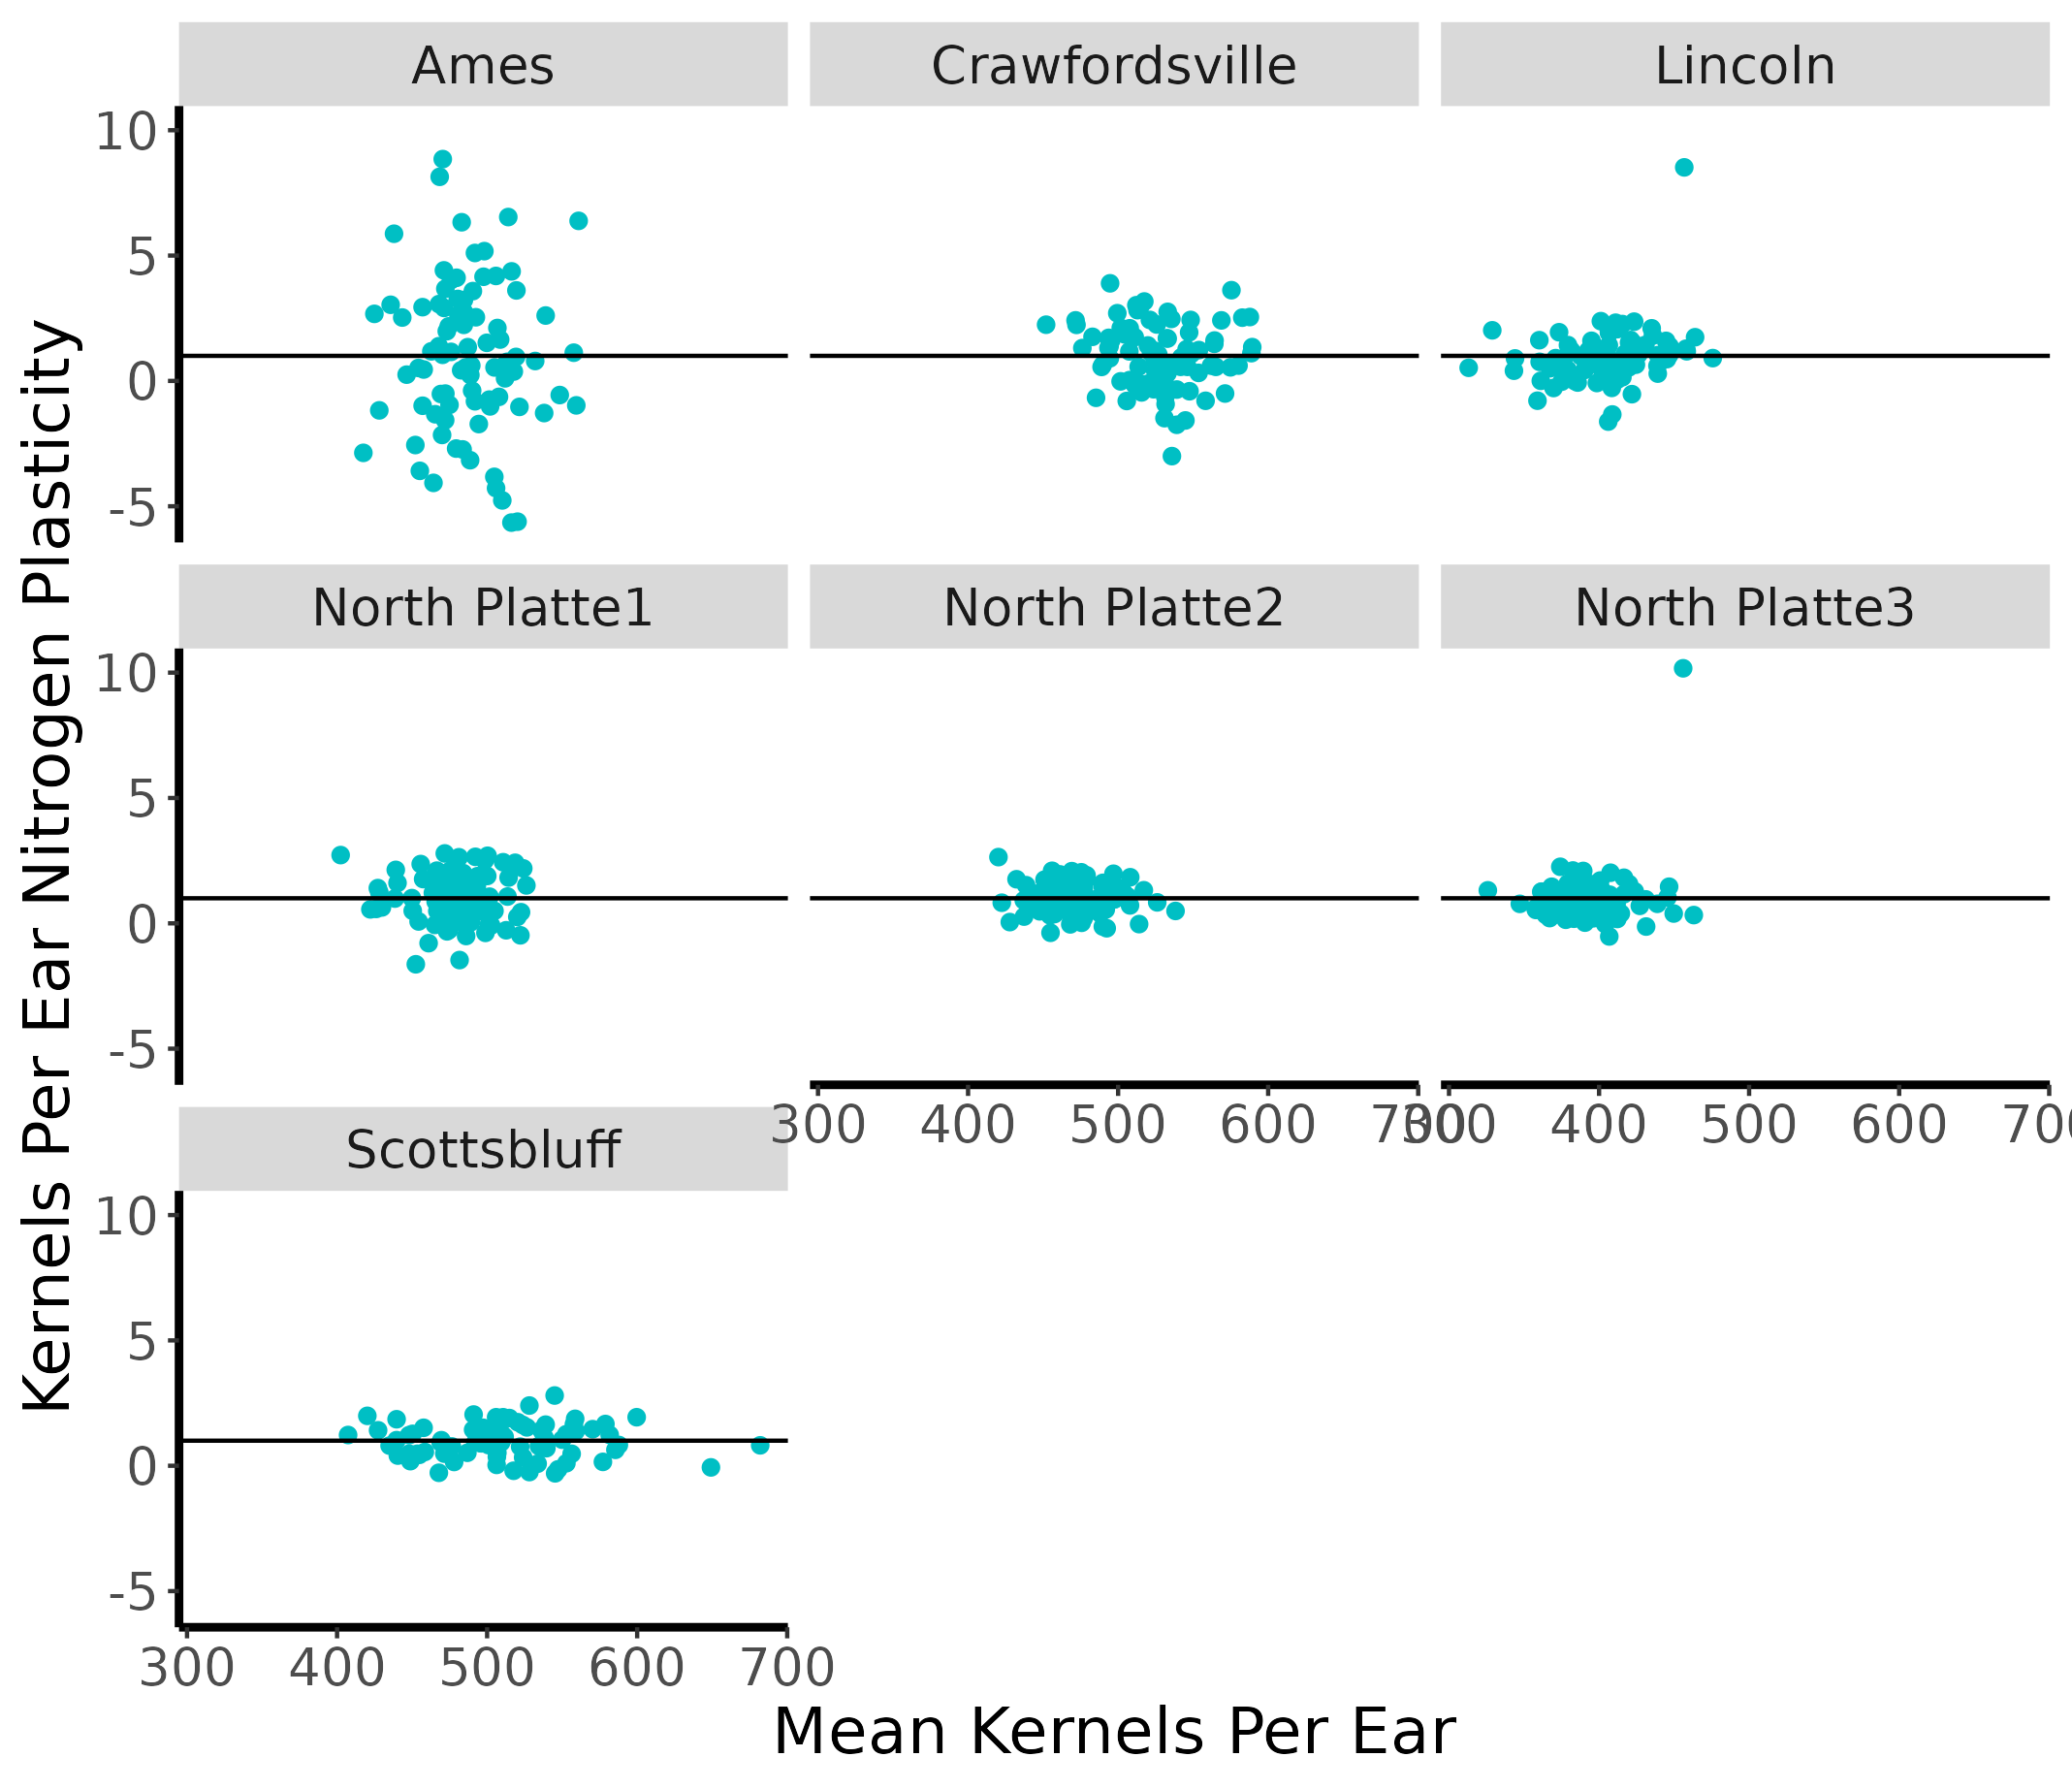 Ames
Crawfordsville
Lincoln
10
5
0
-5
North Platte1
North Platte2
North Platte3
10
5
0
-5
300 400 500 600 700
300 400 500 600 700
Scottsbluff
10
5
0
-5
300 400 500 600 700
Mean Kernels Per Ear
Kernels Per Ear Nitrogen Plasticity